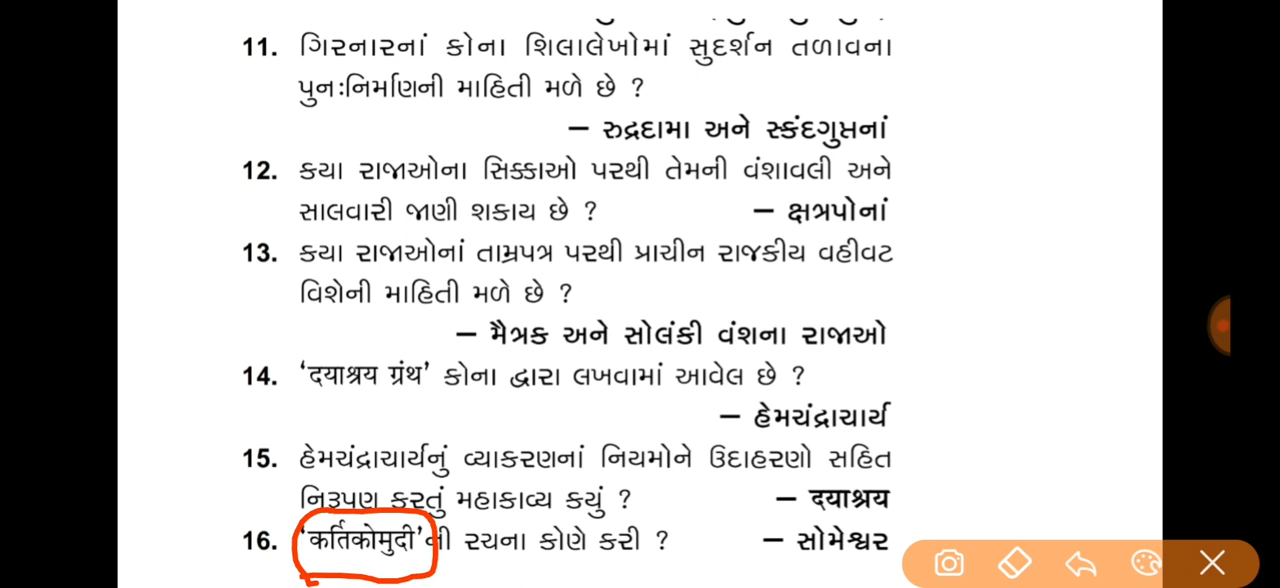 11. ગિરનારનાં કોના શિલાલેખોમાં સુદર્શન તળાવના
પુનઃનિર્માણની માહિતી મળે છે ?
– રુદ્રદામા અને સ્કંદગુપ્તનાં
12. કયા રાજાઓના સિક્કાઓ પરથી તેમની વંશાવલી અને
સાલવારી જાણી શકાય છે ? – ક્ષત્રપોનાં
13. કયા રાજાઓનાં તામ્રપત્ર પરથી પ્રાચીન રાજકીય વહીવટ
વિશેની માહિતી મળે છે ?
– મૈત્રક અને સોલંકી વંશના રાજાઓ
14. ‘દયાશ્રય ग्रंथ’ કોના દ્વારા લખવામાં આવેલ છે ?
– હેમચંદ્રાચાર્ય
15. હેમચંદ્રાચાર્યનું વ્યાકરણનાં નિયમોને ઉદાહરણો સહિત
નિરૂપણ કરતું મહાકાવ્ય કયું ? – दयाश्रय
16. ‘कर्तिकोमुदी’ની રચના કોણે કરી ? – સોમેશ્વર